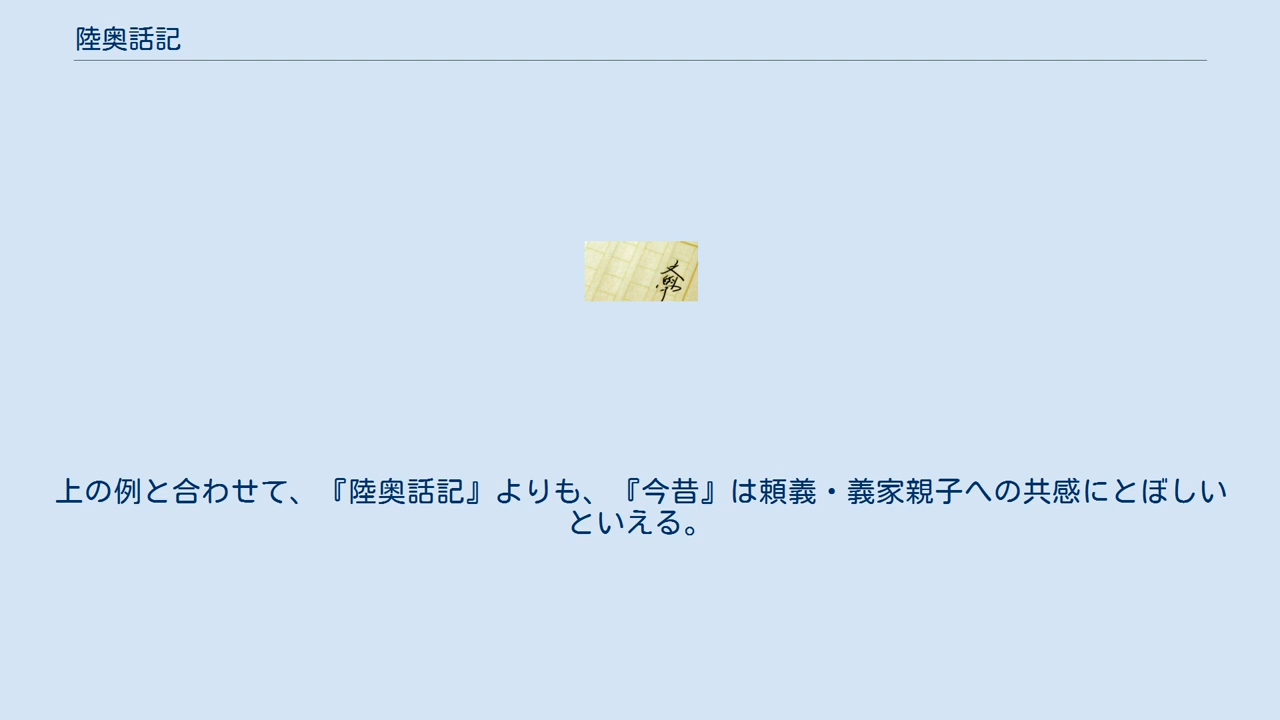 陸奥話記
上の例と合わせて、『陸奥話記』よりも、『今昔』は頼義・義家親子への共感にとぼしい
といえる。